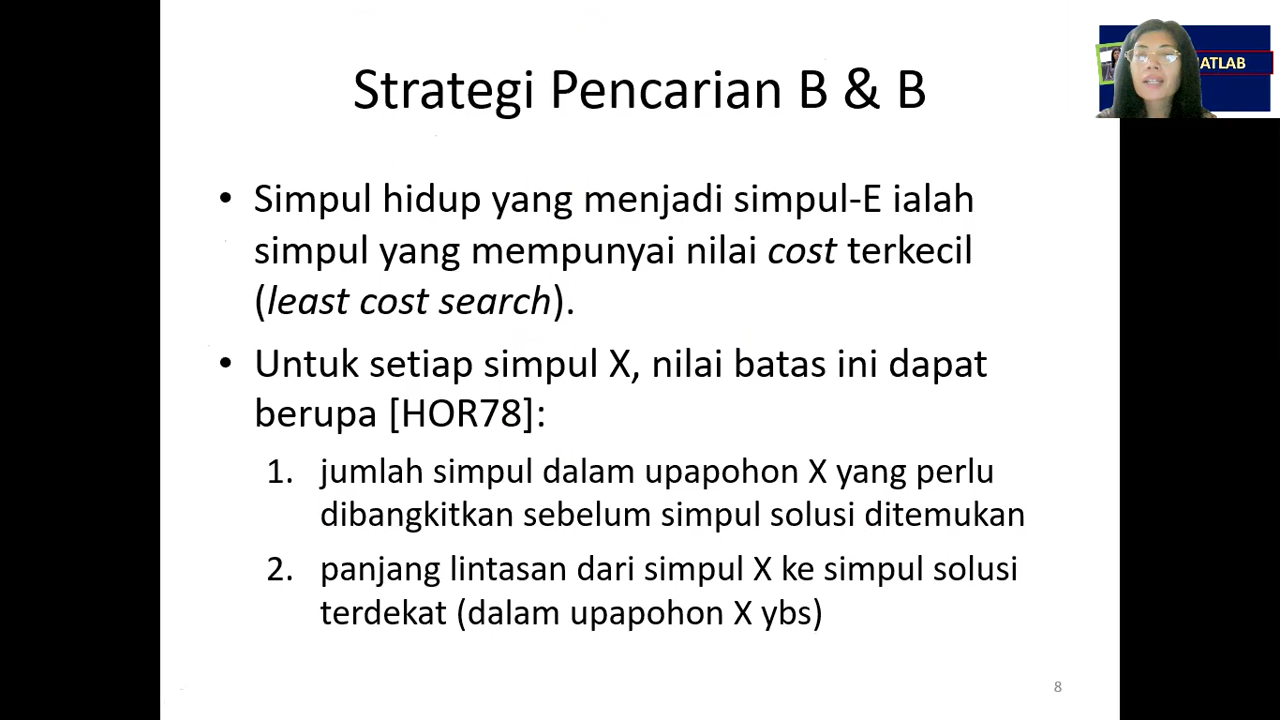 Strategi Pencarian B & B
ATLAB
• Simpul hidup yang menjadi simpul-E ialah
simpul yang mempunyai nilai cost terkecil
(least cost search).
• Untuk setiap simpul X, nilai batas ini dapat
berupa [HOR78]:
1. jumlah simpul dalam upapohon X yang perlu
dibangkitkan sebelum simpul solusi ditemukan
2. panjang lintasan dari simpul X ke simpul solusi
terdekat (dalam upapohon X ybs)
8